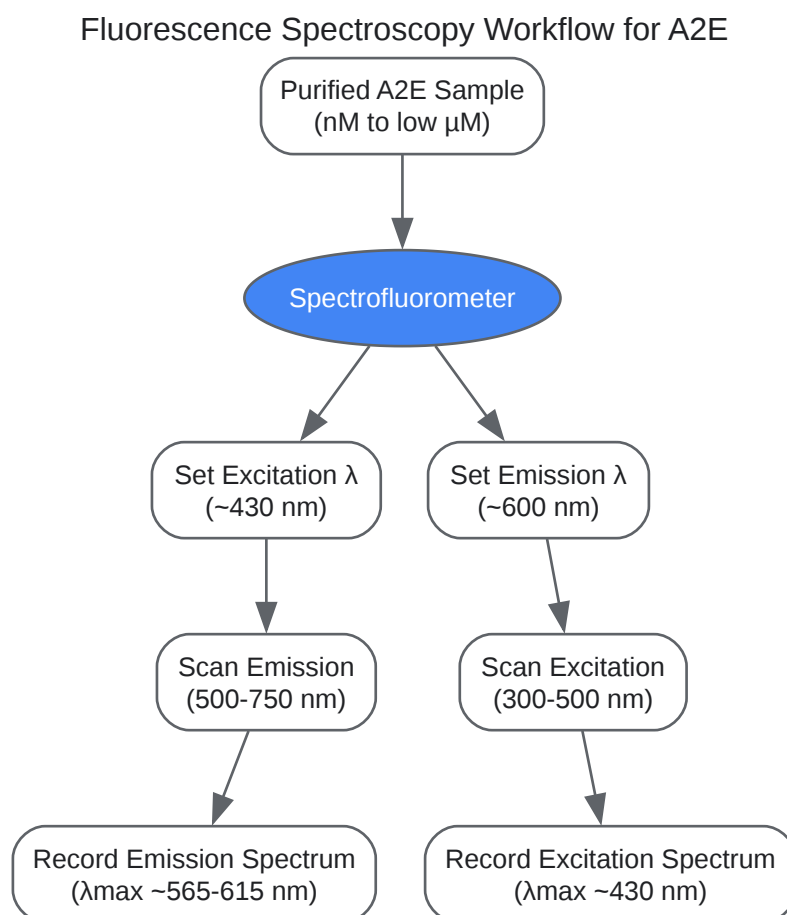 Fluorescence Spectroscopy Workflow for A2E
Purified A2E Sample
(nM to low µM)
Spectrofluorometer
Set Excitation λ
(~430 nm)
Set Emission λ
(~600 nm)
Scan Emission
(500-750 nm)
Scan Excitation
(300-500 nm)
Record Emission Spectrum
(λmax ~565-615 nm)
Record Excitation Spectrum
(λmax ~430 nm)